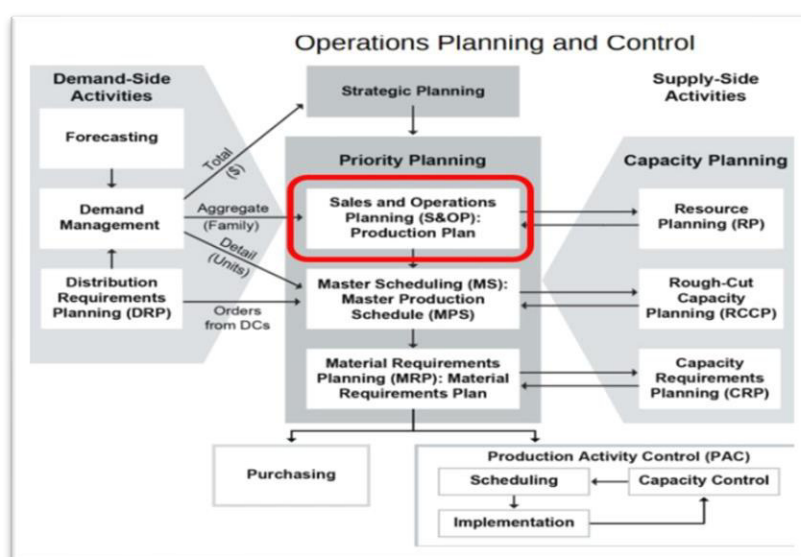 Operations Planning and Control
Demand-Side
Activities
Forecasting
Demand
Management
Distribution
Requirements
Planning (DRP)
Total
($)
Aggregate
(Family)
Detail
(Units)
Orders
from DCs
Strategic Planning
Priority Planning
Sales and Operations
Planning (S&OP):
Production Plan
Master Scheduling (MS):
Master Production
Schedule (MPS)
Material Requirements
Planning (MRP): Material
Requirements Plan
Supply-Side
Activities
Capacity Planning
Resource
Planning (RP)
Rough-Cut
Capacity
Planning (RCCP)
Capacity
Requirements
Planning (CRP)
Purchasing
Production Activity Control (PAC)
Scheduling
Capacity Control
Implementation